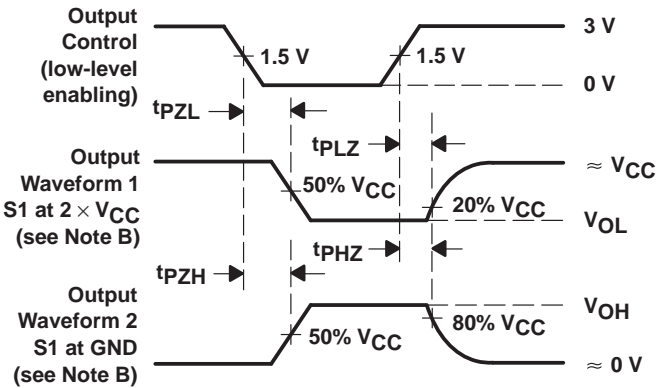 Output
Control
(low-level
enabling)
1.5 V
1.5 V
3 V
0 V
tPZL
tPLZ
Output
Waveform 1
S1 at 2 × VCC
(see Note B)
50% VCC
20% VCC
≈ VCC
VOL
tPHZ
tPZH
Output
Waveform 2
S1 at GND
(see Note B)
50% VCC
80% VCC
VOH
≈ 0 V